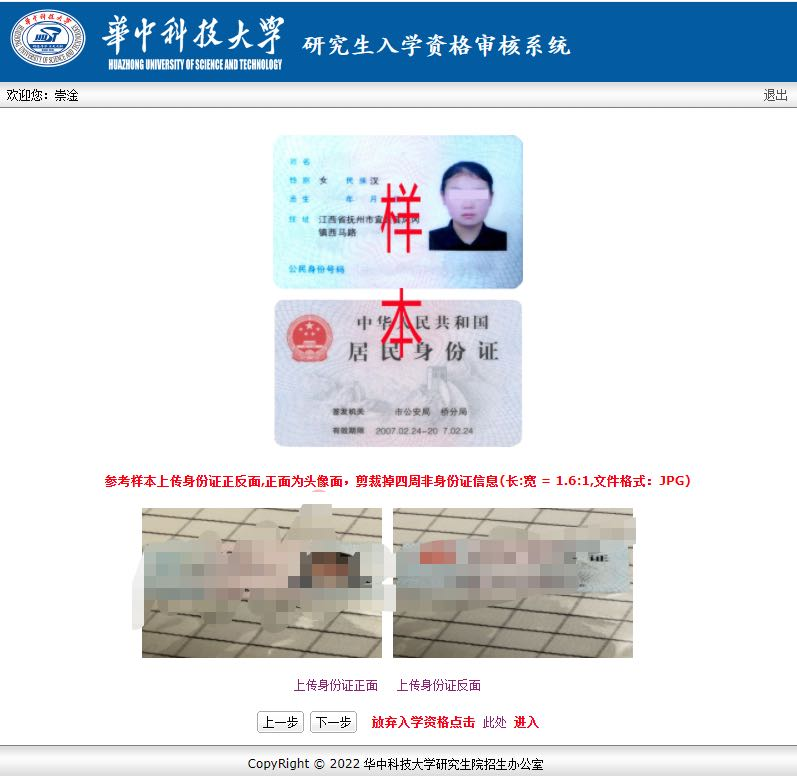 華中科技大学 研究生入学资格审核系统
HUAZHONG UNIVERSITY OF SCIENCE AND TECHNOLOGY
欢迎您：崇淦 退出
姓 名
性 别 女 民 族 汉
出 生 年 月
住 址 江西省抚州市宜
镇西马路
公民身份号码
样
本
中华人民共和国
居民身份证
首发机关 市公安局 桥分局
有效期限 2007.02.24-20 7.02.24
参考样本上传身份证正反面,正面为头像面，剪裁掉四周非身份证信息(长:宽 = 1.6:1,文件格式：JPG)
证
上传身份证正面 上传身份证反面
上一步 下一步 放弃入学资格点击 此处 进入
CopyRight © 2022 华中科技大学研究生院招生办公室